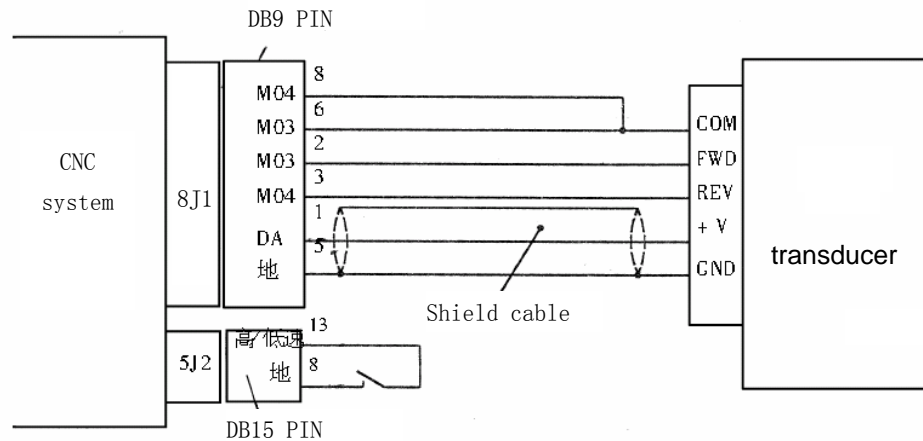 DB9 PIN
CNC
system
8J1
M04
8
M03
6
M03
2
M04
3
DA
1
地
5
COM
FWD
REV
+ V
GND
transducer
Shield cable
5J2
高/低速
13
地
8
DB15 PIN